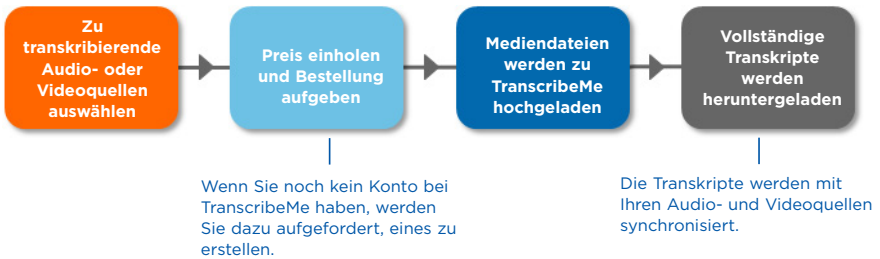 Zu
transkribierende
Audio- oder
Videoquellen
auswählen
Preis einholen
und Bestellung
aufgeben
Mediendateien
werden zu
TranscribeMe
hochgeladen
Vollständige
Transkripte
werden
heruntergeladen
Wenn Sie noch kein Konto bei
TranscribeMe haben, werden
Sie dazu aufgefordert, eines zu
erstellen.
Die Transkripte werden mit
Ihren Audio- und Videoquellen
synchronisiert.